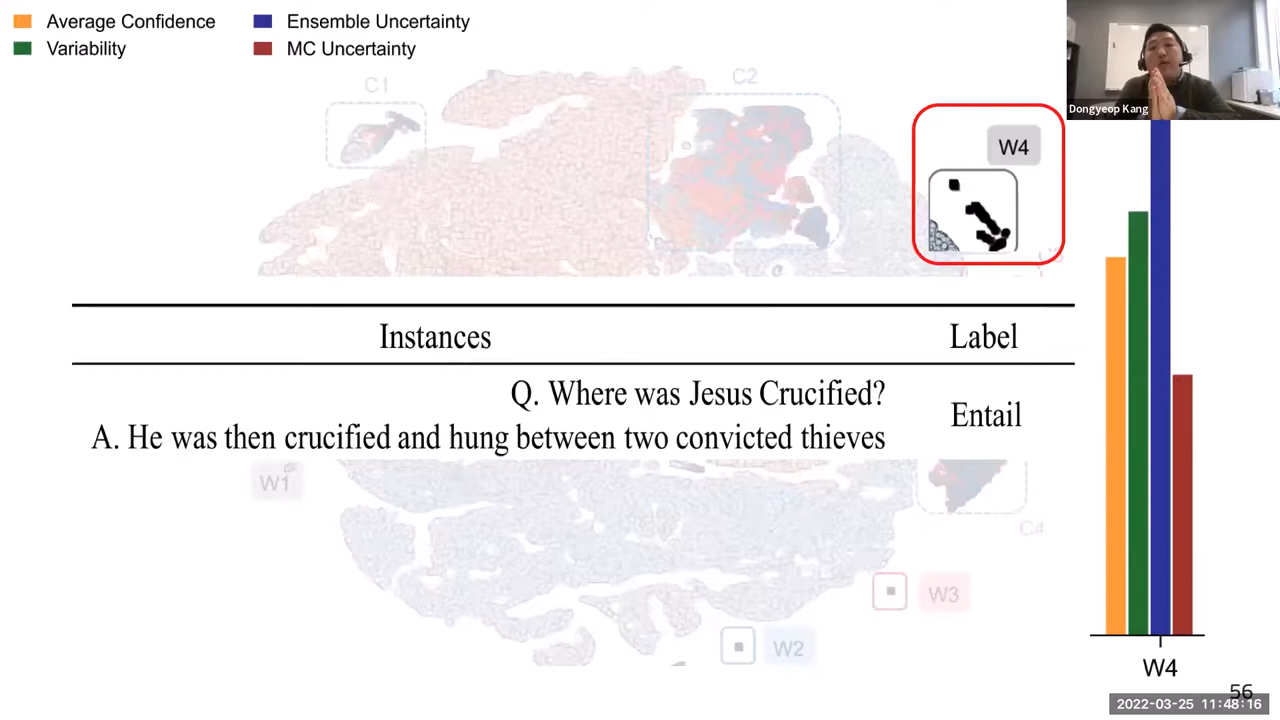 Average Confidence
Ensemble Uncertainty
Variability
MC Uncertainty
Dongyeop Kang
C1
C2
W4
Instances
Label
Q. Where was Jesus Crucified?
Entail
A. He was then crucified and hung between two convicted thieves
W1
C4
W3
W2
W4
56
2022-03-25 11:48:16